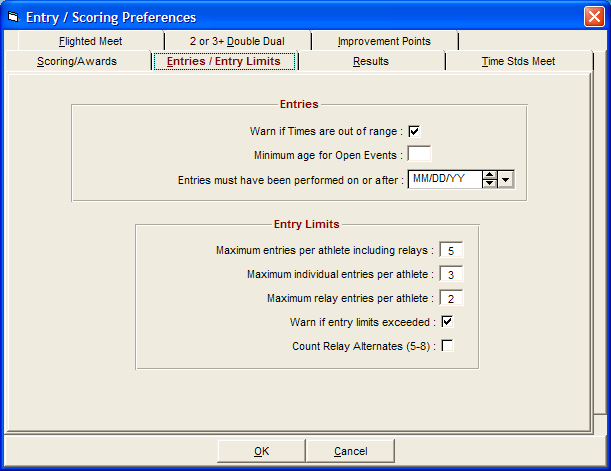 Entry / Scoring Preferences
Flighted Meet
2 or 3+ Double Dual
Improvement Points
Scoring/Awards
Entries / Entry Limits
Results
Time Stds Meet
Entries
Warn if Times are out of range :
Minimum age for Open Events :
Entries must have been performed on or after : MM/DD/YY
Entry Limits
Maximum entries per athlete including relays : 5
Maximum individual entries per athlete : 3
Maximum relay entries per athlete : 2
Warn if entry limits exceeded :
Count Relay Alternates (5-8) :
OK
Cancel